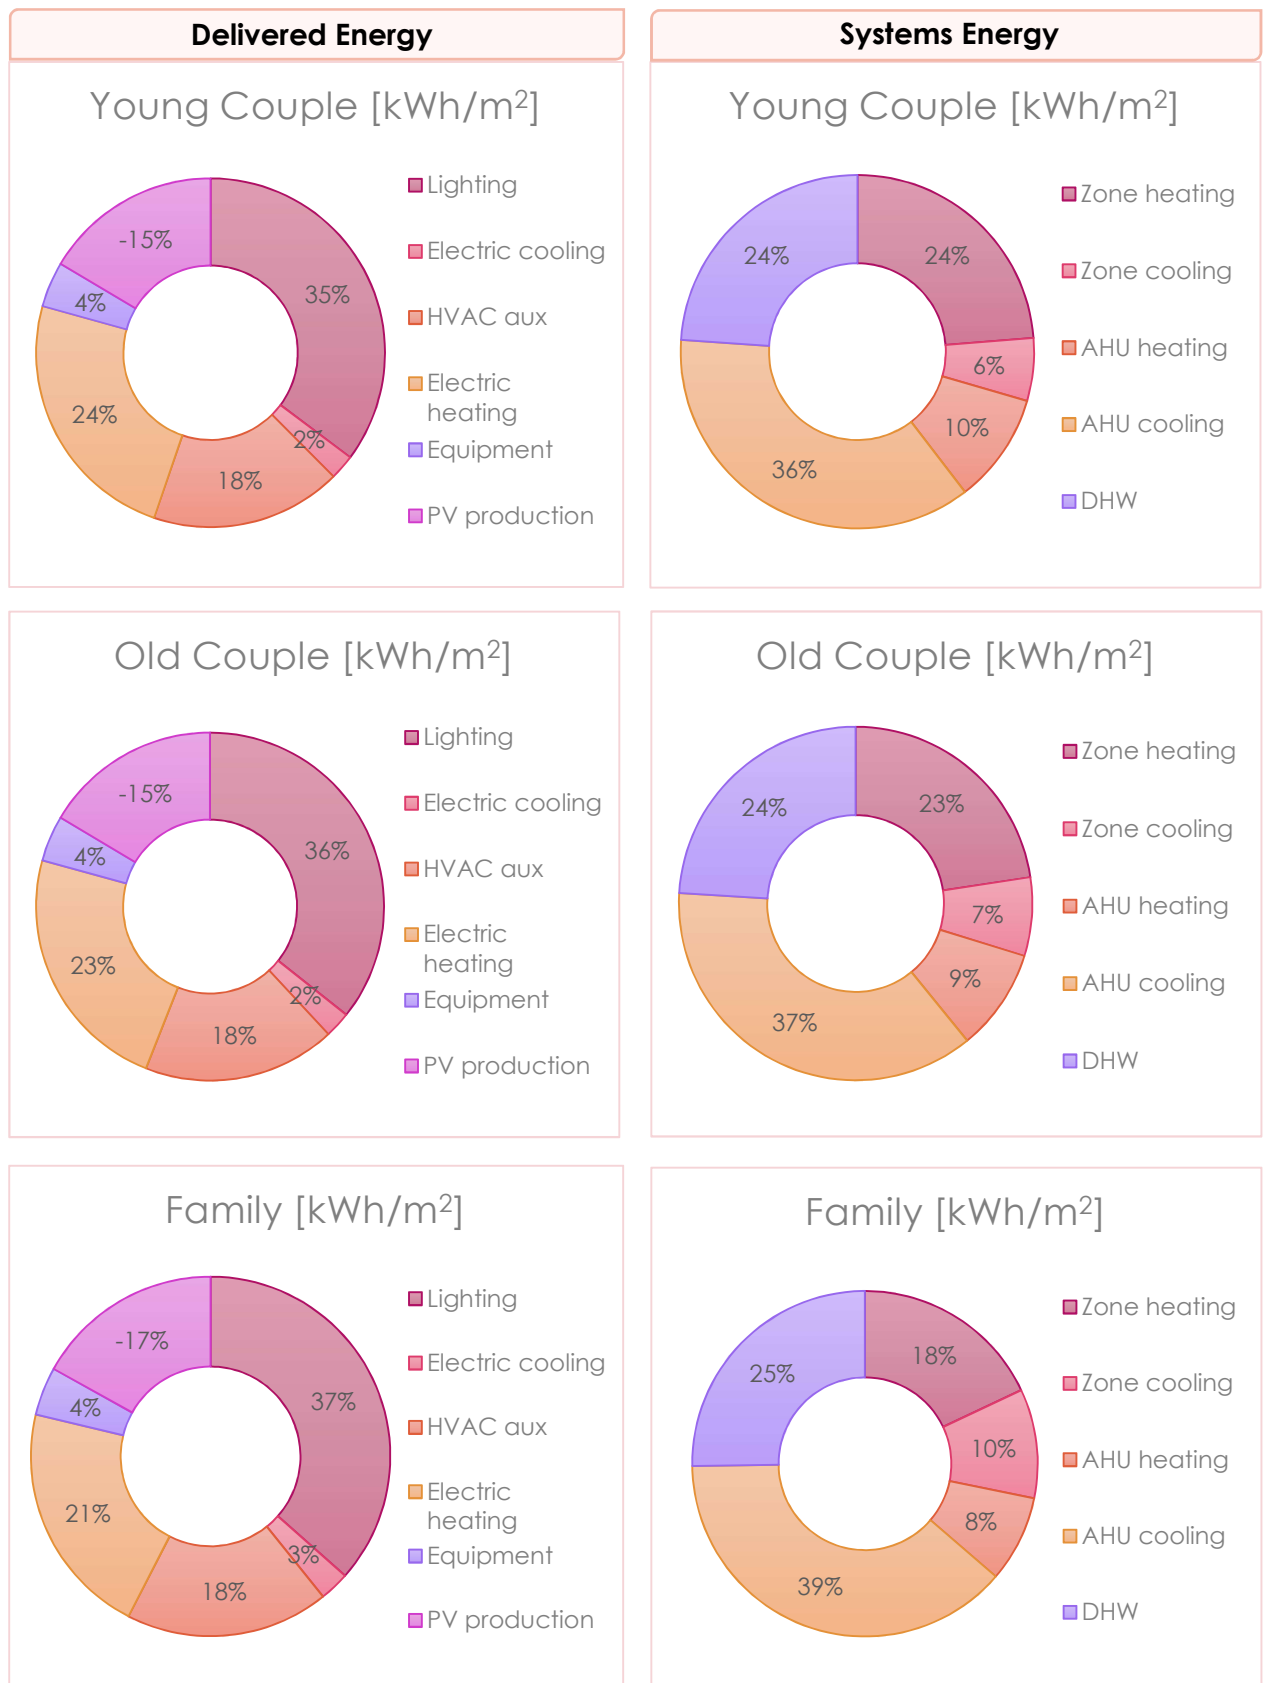 Delivered Energy
Systems Energy
Young Couple [kWh/m²]
-15%
35%
4%
2%
24%
18%
Lighting
Electric cooling
HVAC aux
Electric
heating
Equipment
PV production
Young Couple [kWh/m²]
24%
24%
6%
10%
36%
Zone heating
Zone cooling
AHU heating
AHU cooling
DHW
Old Couple [kWh/m²]
-15%
36%
4%
23%
2%
18%
Lighting
Electric cooling
HVAC aux
Electric
heating
Equipment
PV production
Old Couple [kWh/m²]
24%
23%
7%
9%
37%
Zone heating
Zone cooling
AHU heating
AHU cooling
DHW
Family [kWh/m²]
-17%
37%
4%
21%
3%
18%
Lighting
Electric cooling
HVAC aux
Electric
heating
Equipment
PV production
Family [kWh/m²]
25%
18%
10%
8%
39%
Zone heating
Zone cooling
AHU heating
AHU cooling
DHW